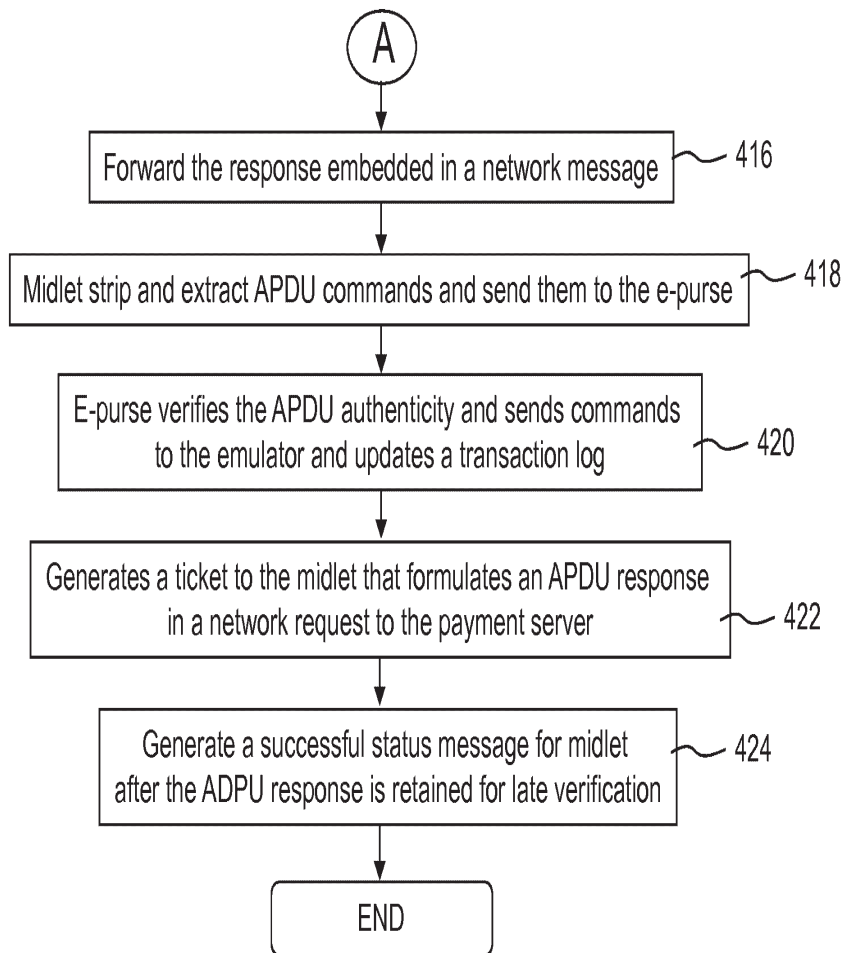 A
Forward the response embedded in a network message
416
Midlet strip and extract APDU commands and send them to the e-purse
418
E-purse verifies the APDU authenticity and sends commands
to the emulator and updates a transaction log
420
Generates a ticket to the midlet that formulates an APDU response
in a network request to the payment server
422
Generate a successful status message for midlet
after the ADPU response is retained for late verification
424
END